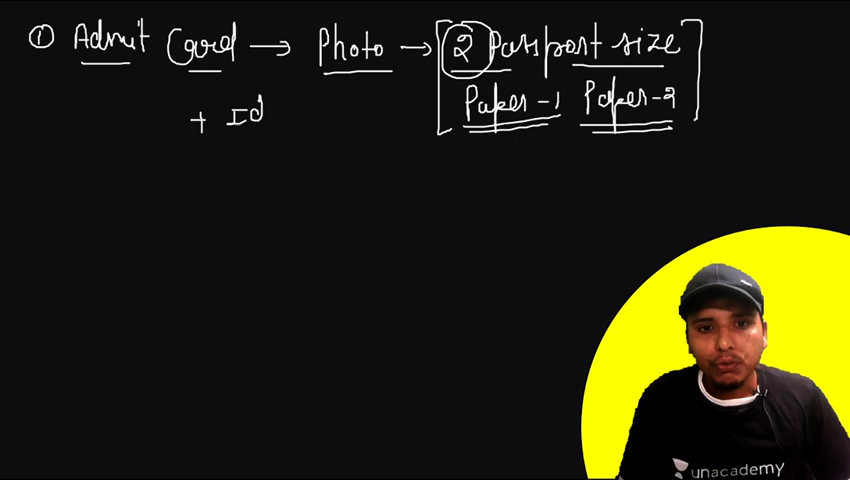 ① Admit Card → Photo → [2 Passport size
Paper-1 Paper-2]
+ Id
unacademy